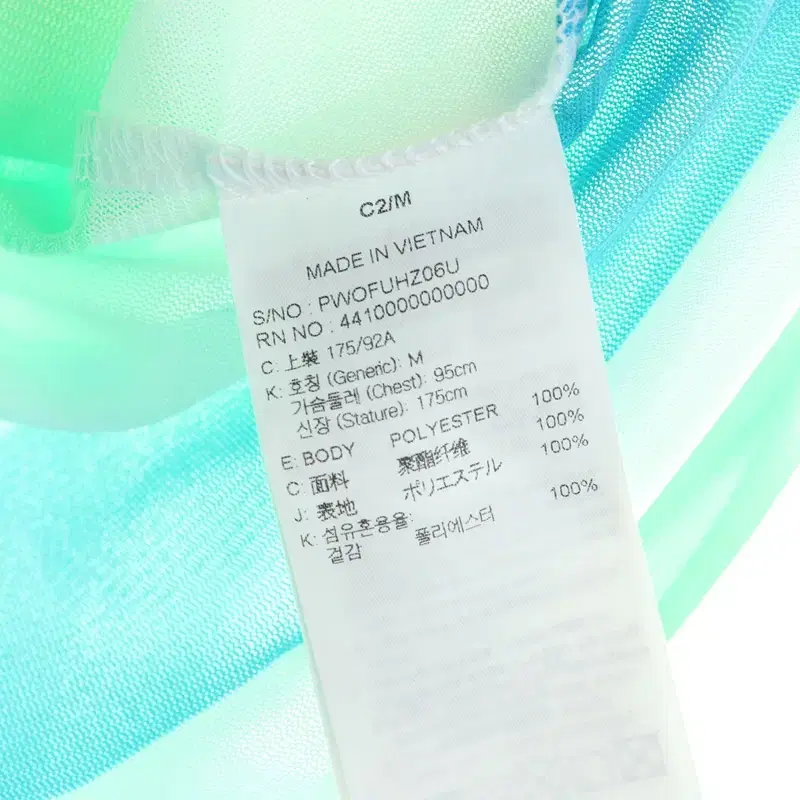 C2/M
MADE IN VIETNAM
S/NO : PWOFUHZ06U
RN NO : 4410000000000
C: 上裝 175/92A
K: 호칭 (Generic): M
가슴둘레 (Chest): 95cm
신장 (Stature): 175cm
E: BODY POLYESTER 100%
C: 面料 聚酯纤维 100%
J: 表地 ポリエステル 100%
K: 섬유혼용율:
겉감 폴리에스터 100%